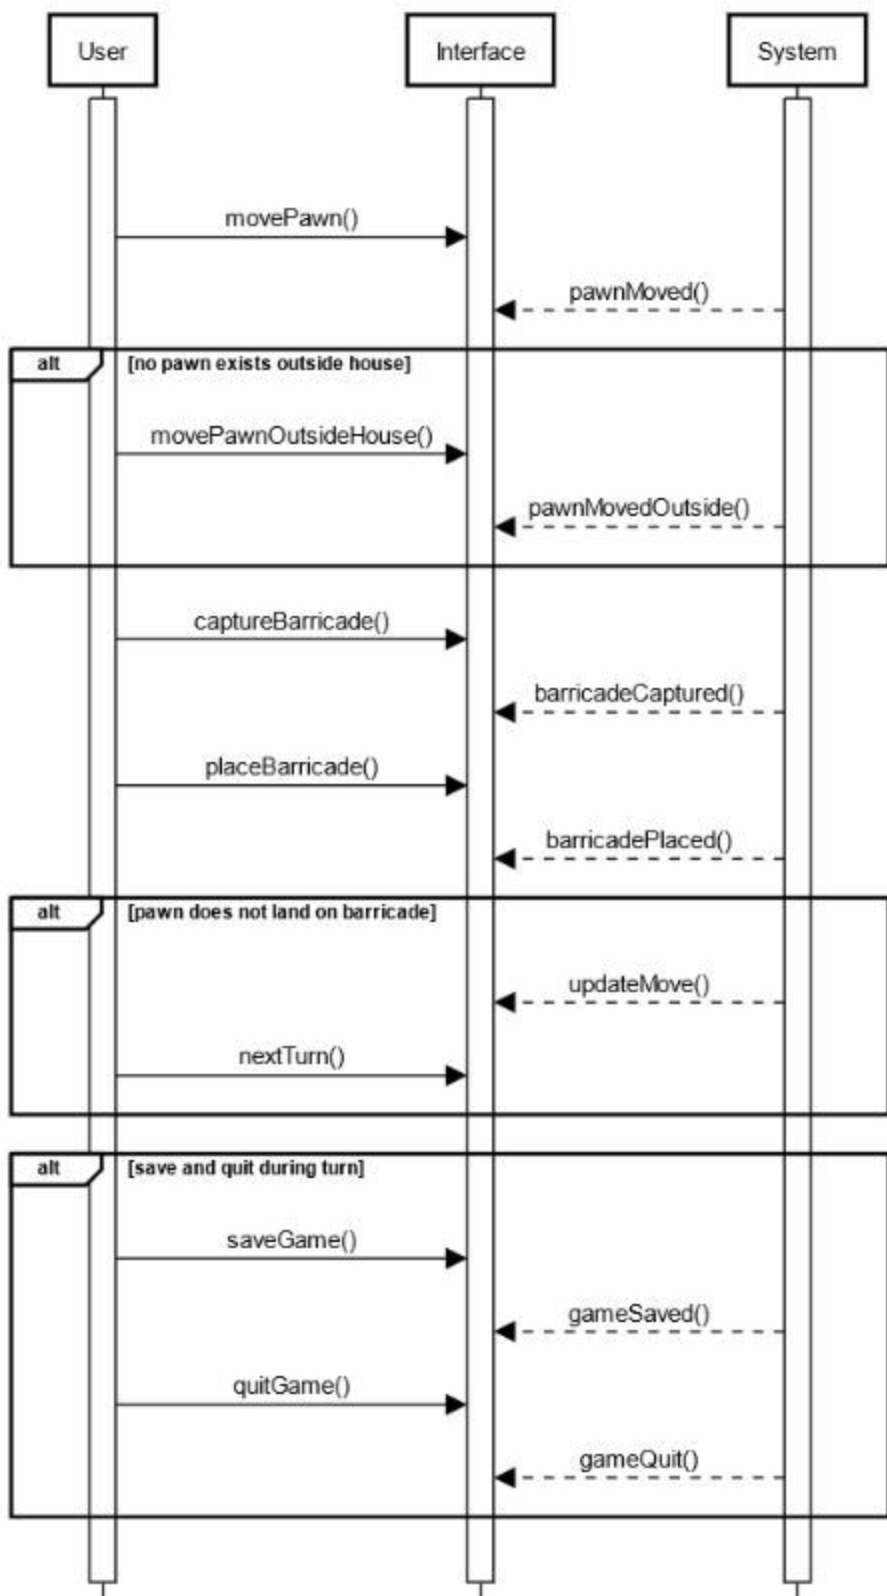 User
Interface
System
movePawn()
pawnMoved()
alt
[no pawn exists outside house]
movePawnOutsideHouse()
pawnMovedOutside()
captureBarricade()
barricadeCaptured()
placeBarricade()
barricadePlaced()
alt
[pawn does not land on barricade]
updateMove()
nextTurn()
alt
[save and quit during turn]
saveGame()
gameSaved()
quitGame()
gameQuit()